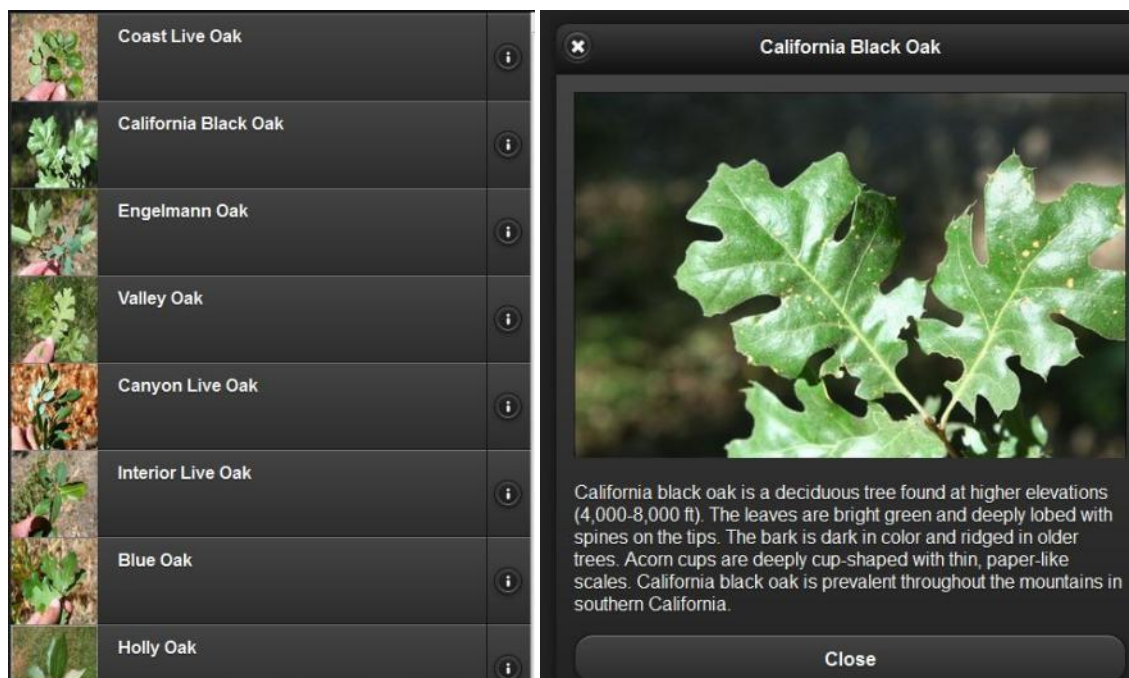 Coast Live Oak
California Black Oak
Engelmann Oak
Valley Oak
Canyon Live Oak
Interior Live Oak
Blue Oak
Holly Oak
California Black Oak
California black oak is a deciduous tree found at higher elevations
(4,000-8,000 ft). The leaves are bright green and deeply lobed with
spines on the tips. The bark is dark in color and ridged in older
trees. Acorn cups are deeply cup-shaped with thin, paper-like
scales. California black oak is prevalent throughout the mountains in
southern California.
Close